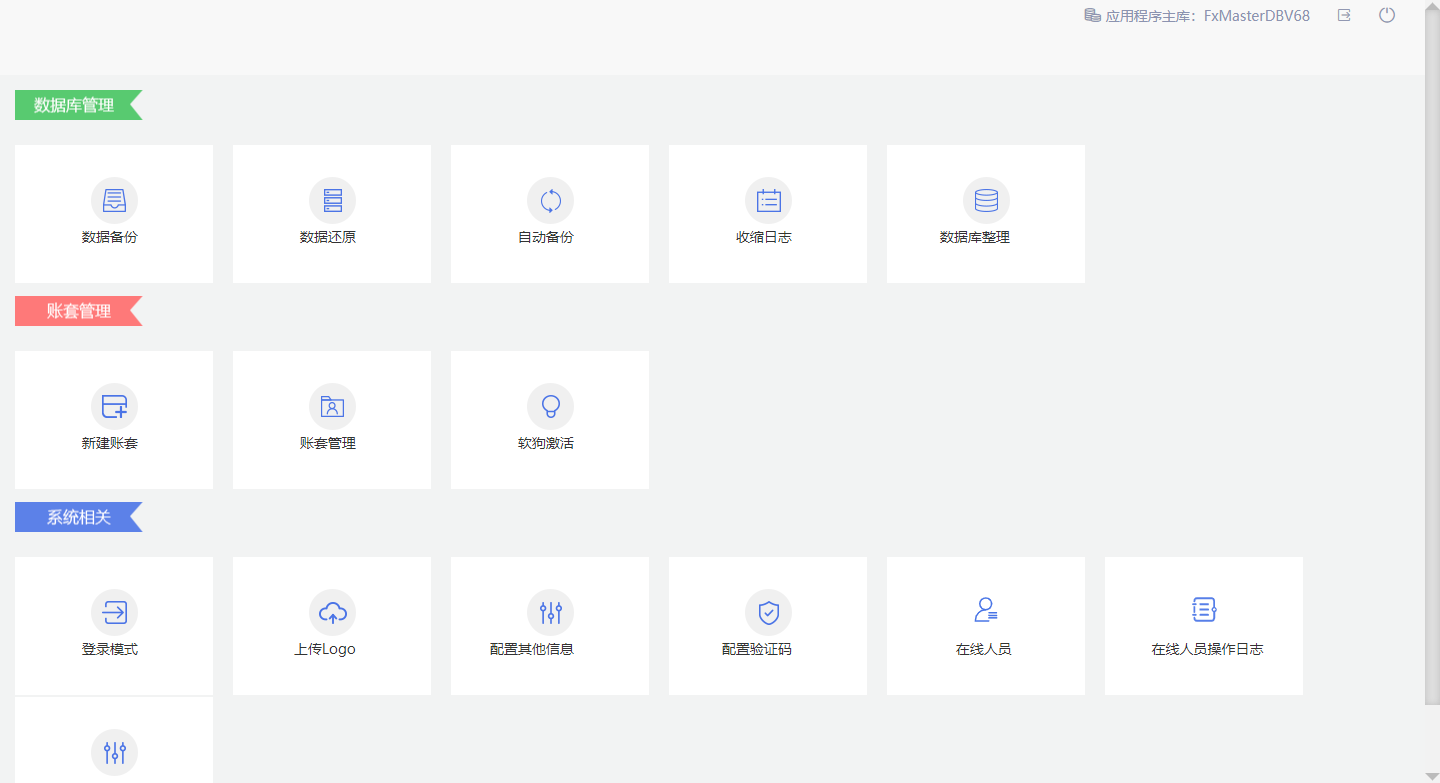 应用程序主库：FxMasterDBV68
数据库管理
数据备份
数据还原
自动备份
收缩日志
数据库整理
账套管理
新建账套
账套管理
软狗激活
系统相关
登录模式
上传Logo
配置其他信息
配置验证码
在线人员
在线人员操作日志